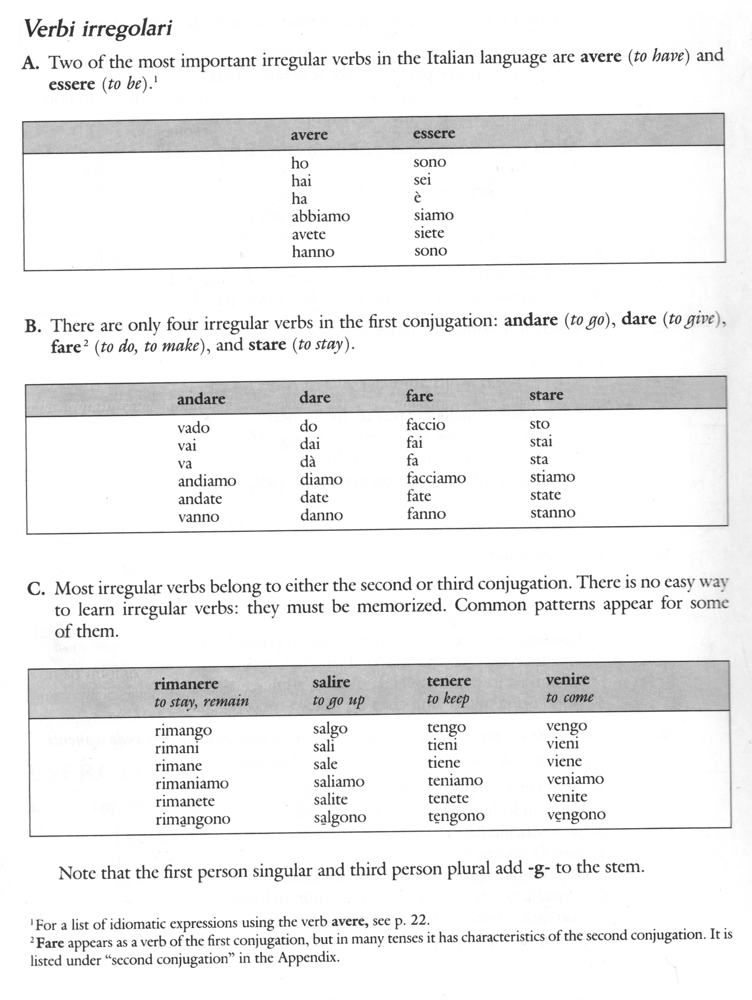 Verbi irregolari
A. Two of the most important irregular verbs in the Italian language are avere (to have) and
essere (to be).¹
avere essere
ho sono
hai sei
ha è
abbiamo siamo
avete siete
hanno sono
B. There are only four irregular verbs in the first conjugation: andare (to go), dare (to give),
fare² (to do, to make), and stare (to stay).
andare dare fare stare
vado do faccio sto
vai dai fai stai
va dà fa sta
andiamo diamo facciamo stiamo
andate date fate state
vanno danno fanno stanno
C. Most irregular verbs belong to either the second or third conjugation. There is no easy way
to learn irregular verbs: they must be memorized. Common patterns appear for some
of them.
rimanere salire tenere venire
to stay, remain to go up to keep to come
rimango salgo tengo vengo
rimani sali tieni vieni
rimane sale tiene viene
rimaniamo saliamo teniamo veniamo
rimanete salite tenete venite
rimạngono sạlgono tẹngono vẹngono
Note that the first person singular and third person plural add -g- to the stem.
¹For a list of idiomatic expressions using the verb avere, see p. 22.
²Fare appears as a verb of the first conjugation, but in many tenses it has characteristics of the second conjugation. It is
listed under “second conjugation” in the Appendix.